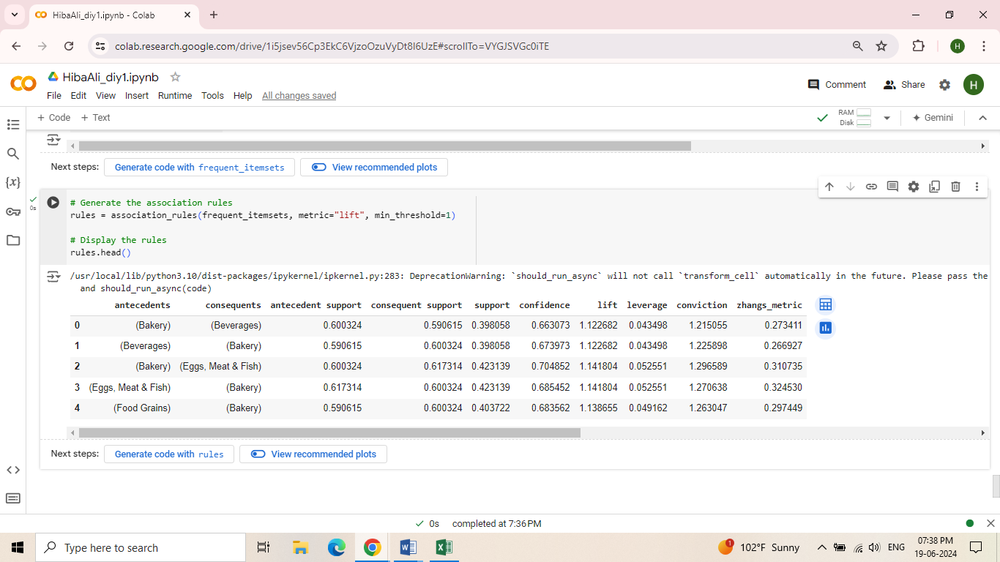 HibaAli_diy1.ipynb - Colab
colab.research.google.com/drive/1i5jsev56Cp3EkC6VjzoOzuVyDt8l6UzE#scrollTo=VYGJSVGc0iTE
H
HibaAli_diy1.ipynb
Comment
Share
H
File Edit View Insert Runtime Tools Help All changes saved
+ Code + Text
RAM
Disk
Gemini
{x}
Next steps: Generate code with frequent_itemsets View recommended plots
0s
# Generate the association rules
rules = association_rules(frequent_itemsets, metric="lift", min_threshold=1)
# Display the rules
rules.head()
/usr/local/lib/python3.10/dist-packages/ipykernel/ipkernel.py:283: DeprecationWarning: `should_run_async` will not call `transform_cell` automatically in the future. Please pass the
and should_run_async(code)
antecedents consequents antecedent support consequent support support confidence lift leverage conviction zhangs_metric
0 (Bakery) (Beverages) 0.600324 0.590615 0.398058 0.663073 1.122682 0.043498 1.215055 0.273411
1 (Beverages) (Bakery) 0.590615 0.600324 0.398058 0.673973 1.122682 0.043498 1.225898 0.266927
2 (Bakery) (Eggs, Meat & Fish) 0.600324 0.617314 0.423139 0.704852 1.141804 0.052551 1.296589 0.310735
3 (Eggs, Meat & Fish) (Bakery) 0.617314 0.600324 0.423139 0.685452 1.141804 0.052551 1.270638 0.324530
4 (Food Grains) (Bakery) 0.590615 0.600324 0.403722 0.683562 1.138655 0.049162 1.263047 0.297449
Next steps: Generate code with rules View recommended plots
0s completed at 7:36 PM
Type here to search
1
102°F Sunny
ENG
07:38 PM
19-06-2024